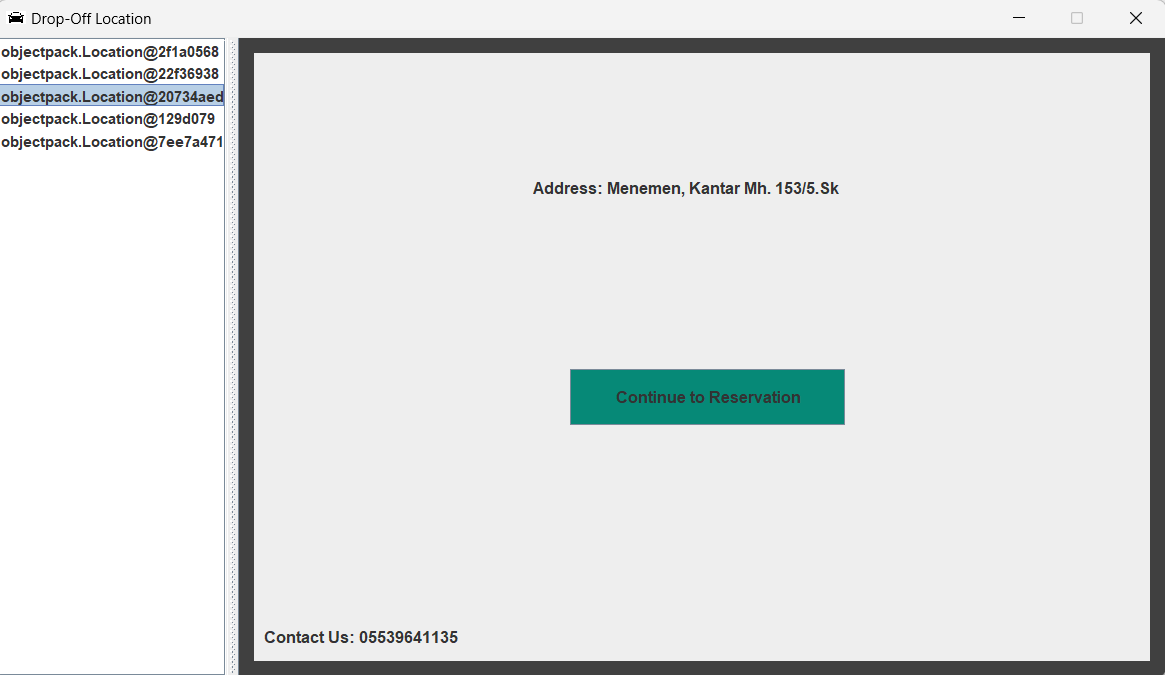 Drop-Off Location
objectpack.Location@2f1a0568
objectpack.Location@22f36938
objectpack.Location@20734aed
objectpack.Location@129d079
objectpack.Location@7ee7a471
Address: Menemen, Kantar Mh. 153/5.Sk
Continue to Reservation
Contact Us: 05539641135